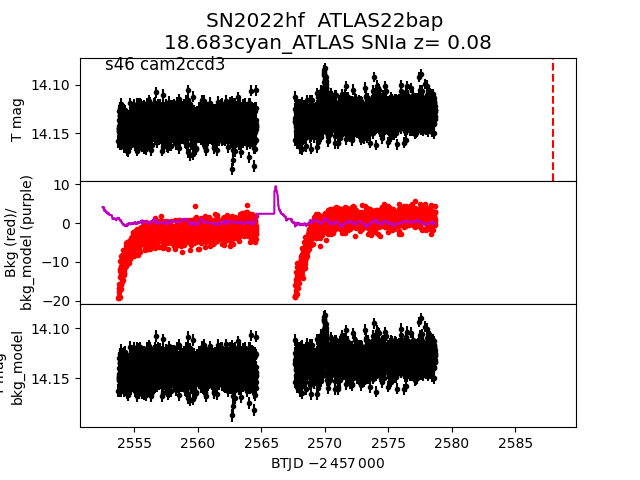 SN2022hf ATLAS22bap
18.683cyan_ATLAS SNIa z= 0.08
s46 cam2ccd3
T mag
14.10
14.15
Bkg (red)/
bkg_model (purple)
10
0
−10
−20
bkg_model
14.10
14.15
2555 2560 2565 2570 2575 2580 2585
BTJD −2 457 000